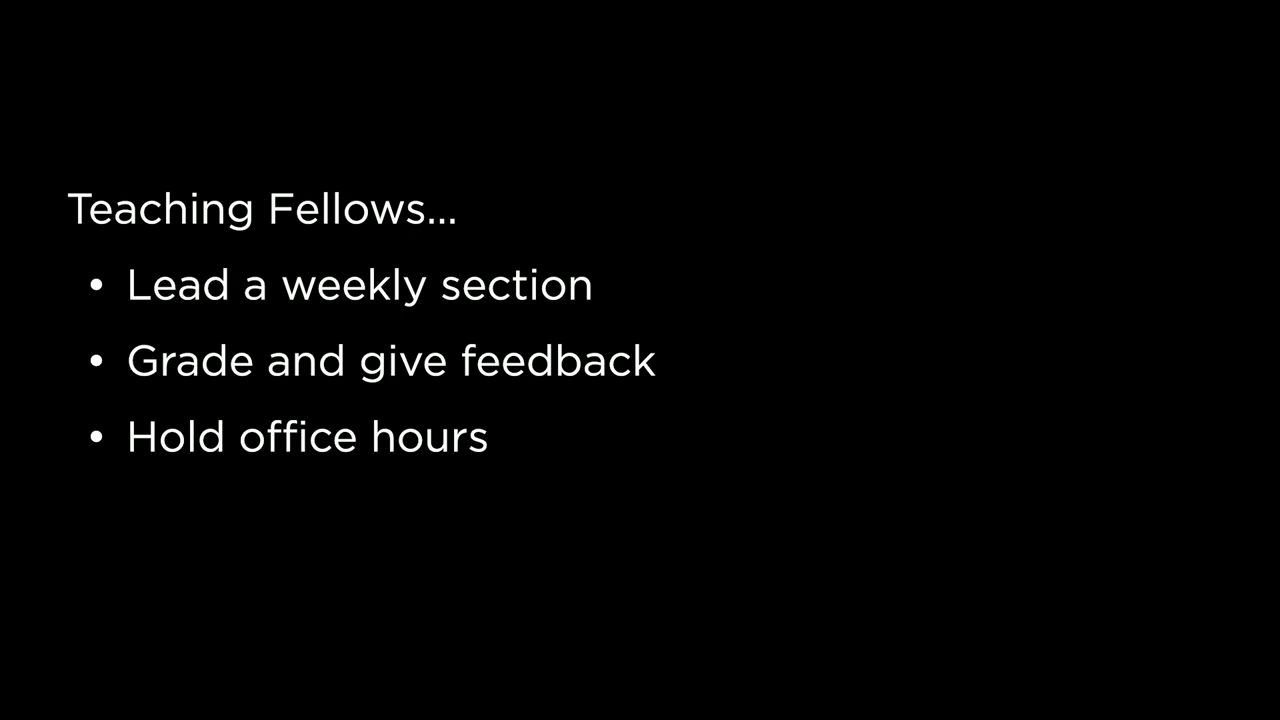 Teaching Fellows...
• Lead a weekly section
• Grade and give feedback
• Hold office hours